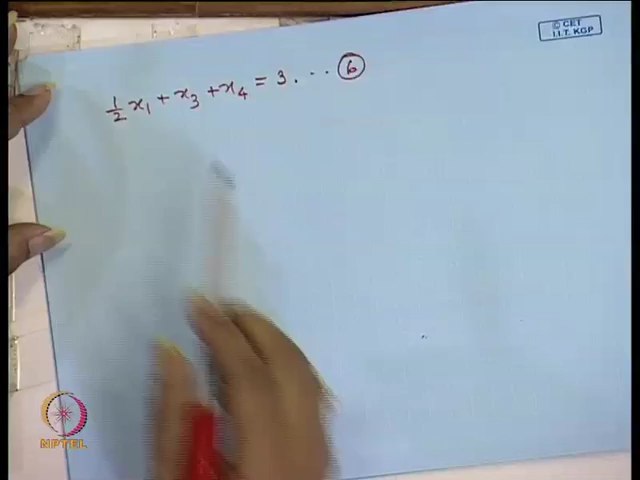 © CET
I.I.T. KGP
1/2 x₁ + x₃ + x₄ = 3. ... ⑥
NPTEL